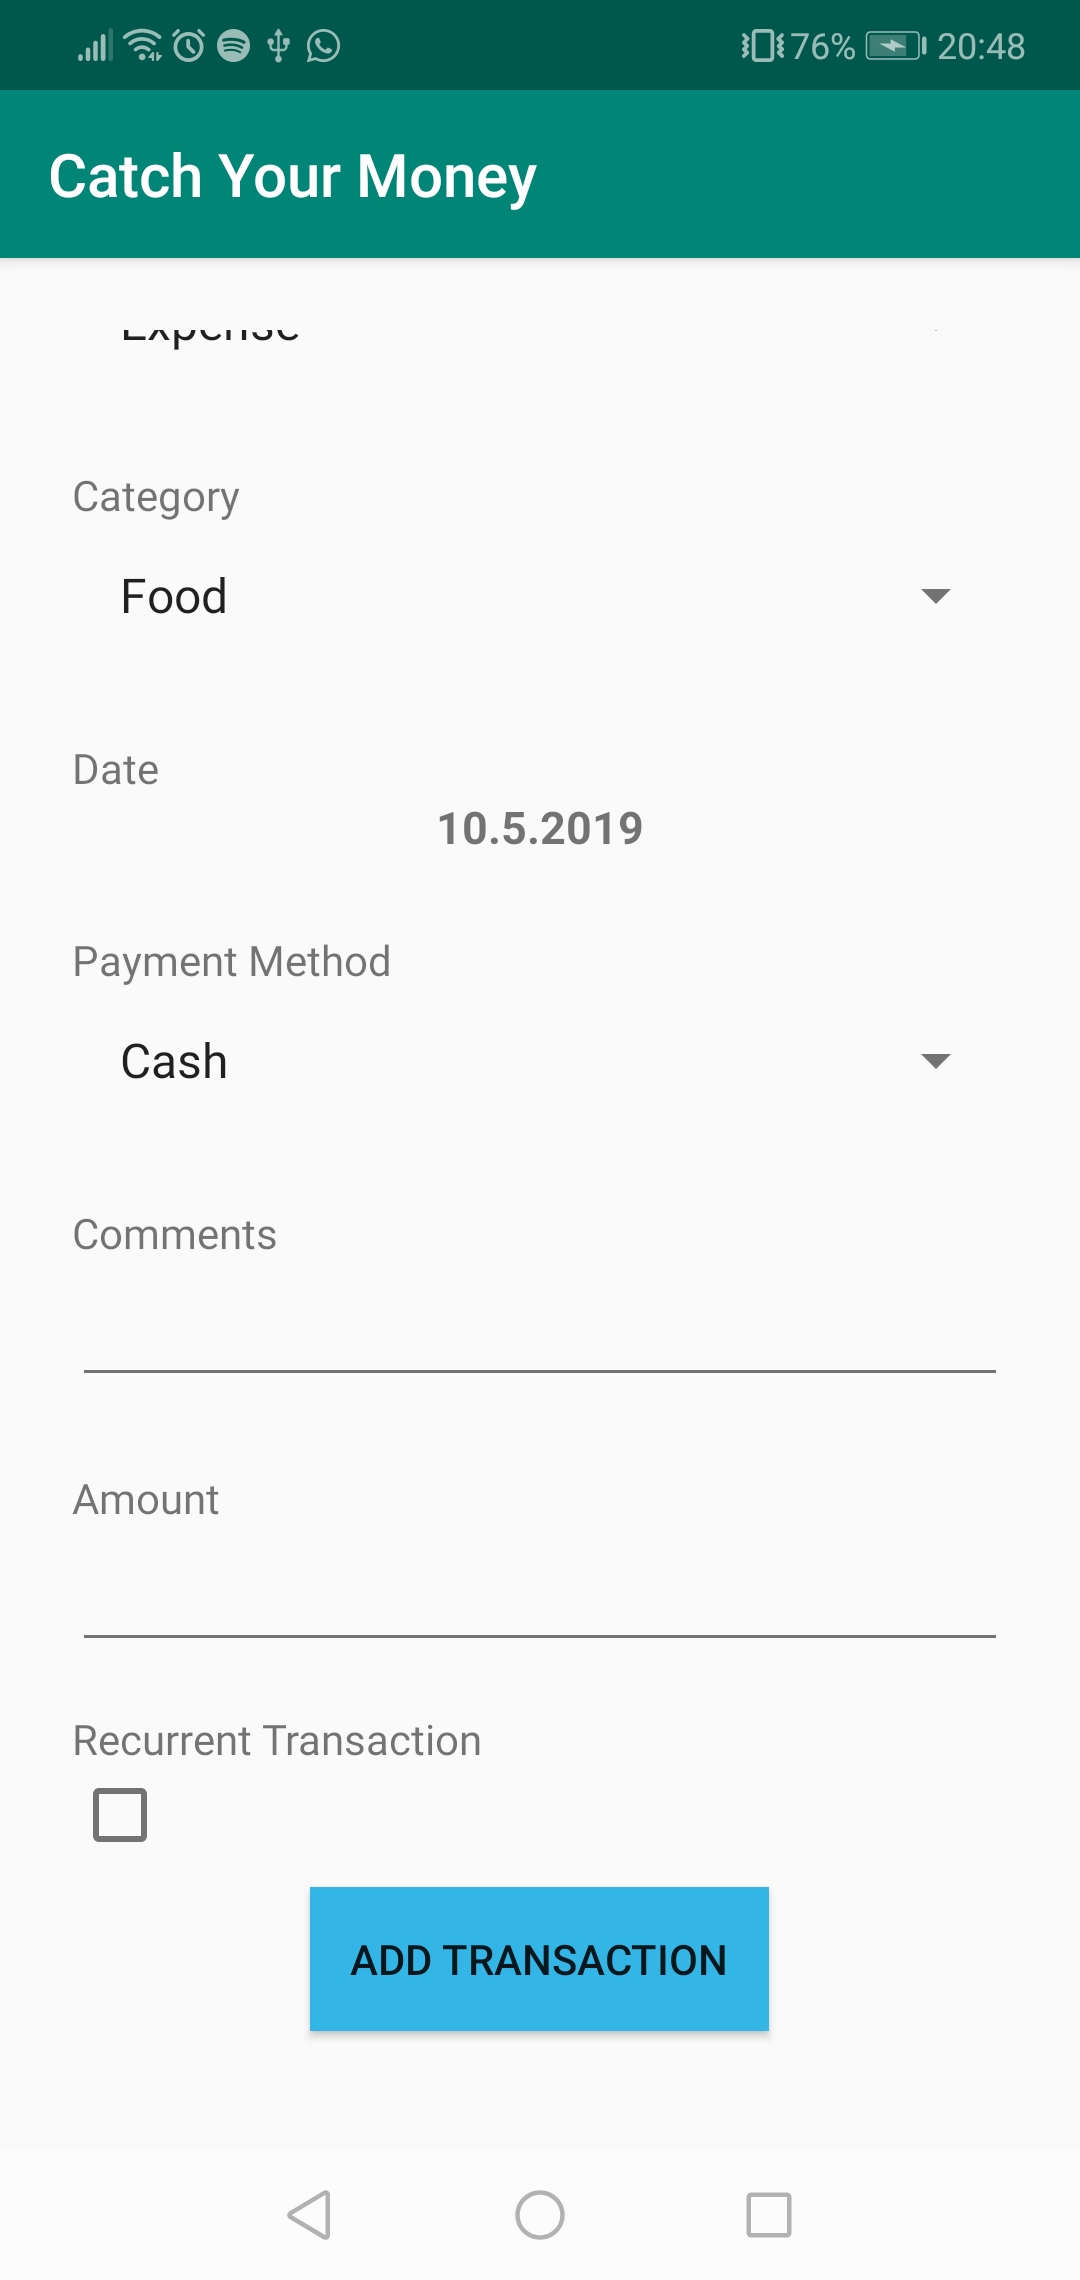 76% 20:48
Catch Your Money
Expense
Category
Food
Date
10.5.2019
Payment Method
Cash
Comments
Amount
Recurrent Transaction
ADD TRANSACTION